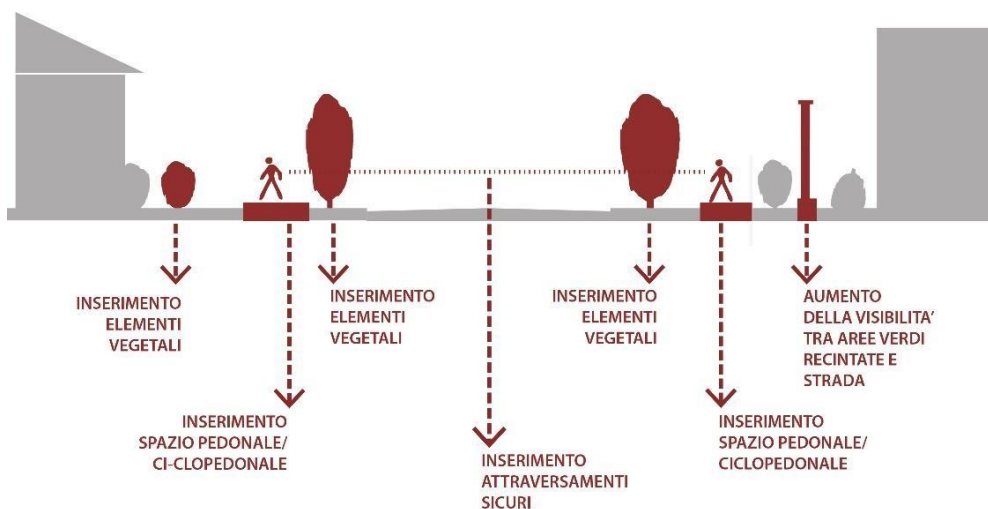 INSERIMENTO
ELEMENTI
VEGETALI
INSERIMENTO
ELEMENTI
VEGETALI
INSERIMENTO
ELEMENTI
VEGETALI
AUMENTO
DELLA VISIBILITA'
TRA AREE VERDI
RECINTATE E
STRADA
INSERIMENTO
SPAZIO PEDONALE/
CI-CLOPEDONALE
INSERIMENTO
ATTRAVERSAMENTI
SICURI
INSERIMENTO
SPAZIO PEDONALE/
CICLOPEDONALE